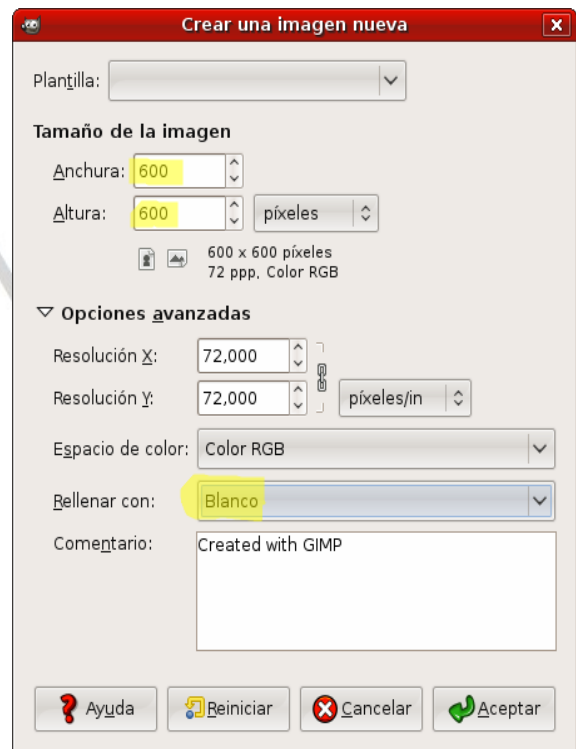 Crear una imagen nueva
Plantilla:
Tamaño de la imagen
Anchura: 600
Altura: 600 píxeles
600 x 600 píxeles
72 ppp, Color RGB
Opciones avanzadas
Resolución X: 72,000
Resolución Y: 72,000 píxeles/in
Espacio de color: Color RGB
Rellenar con: Blanco
Comentario: Created with GIMP
Ayuda Reiniciar Cancelar Aceptar